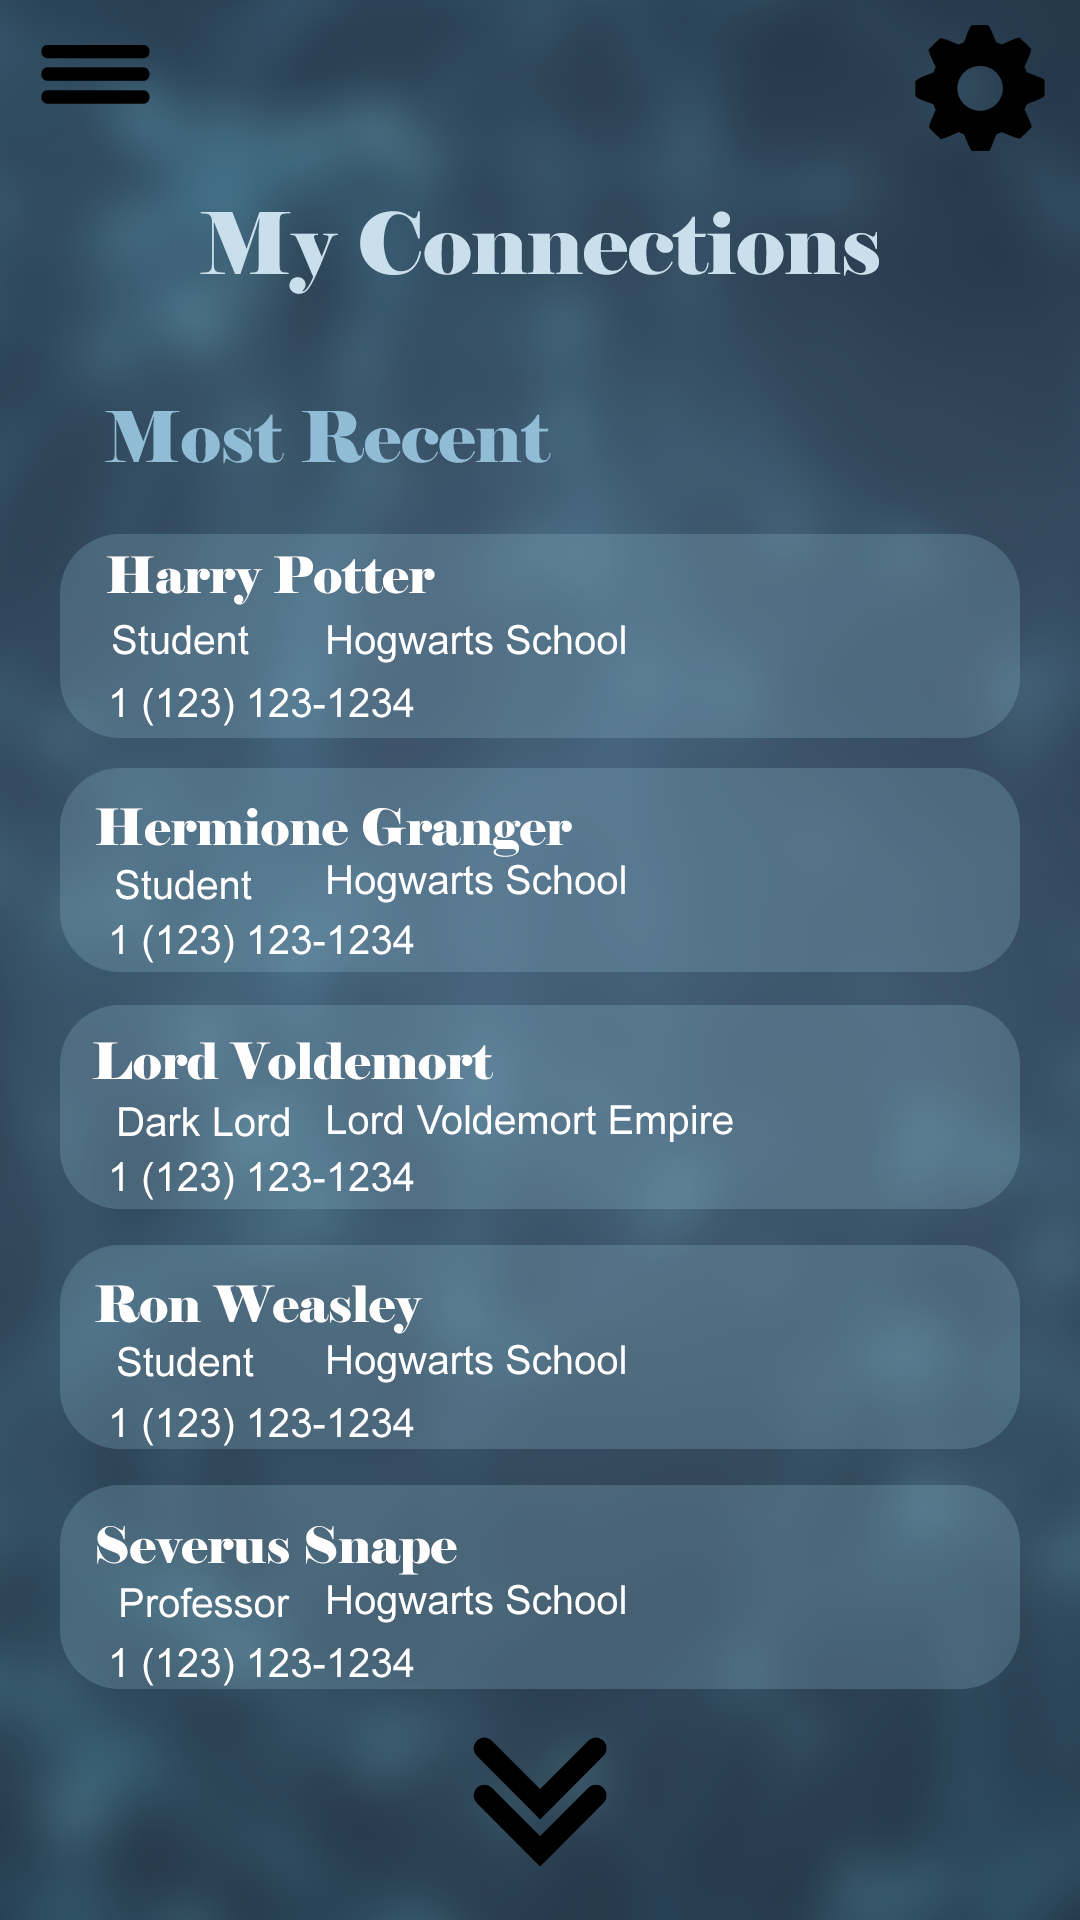 My Connections
Most Recent
Harry Potter
Student Hogwarts School
1 (123) 123-1234
Hermione Granger
Student Hogwarts School
1 (123) 123-1234
Lord Voldemort
Dark Lord Lord Voldemort Empire
1 (123) 123-1234
Ron Weasley
Student Hogwarts School
1 (123) 123-1234
Severus Snape
Professor Hogwarts School
1 (123) 123-1234